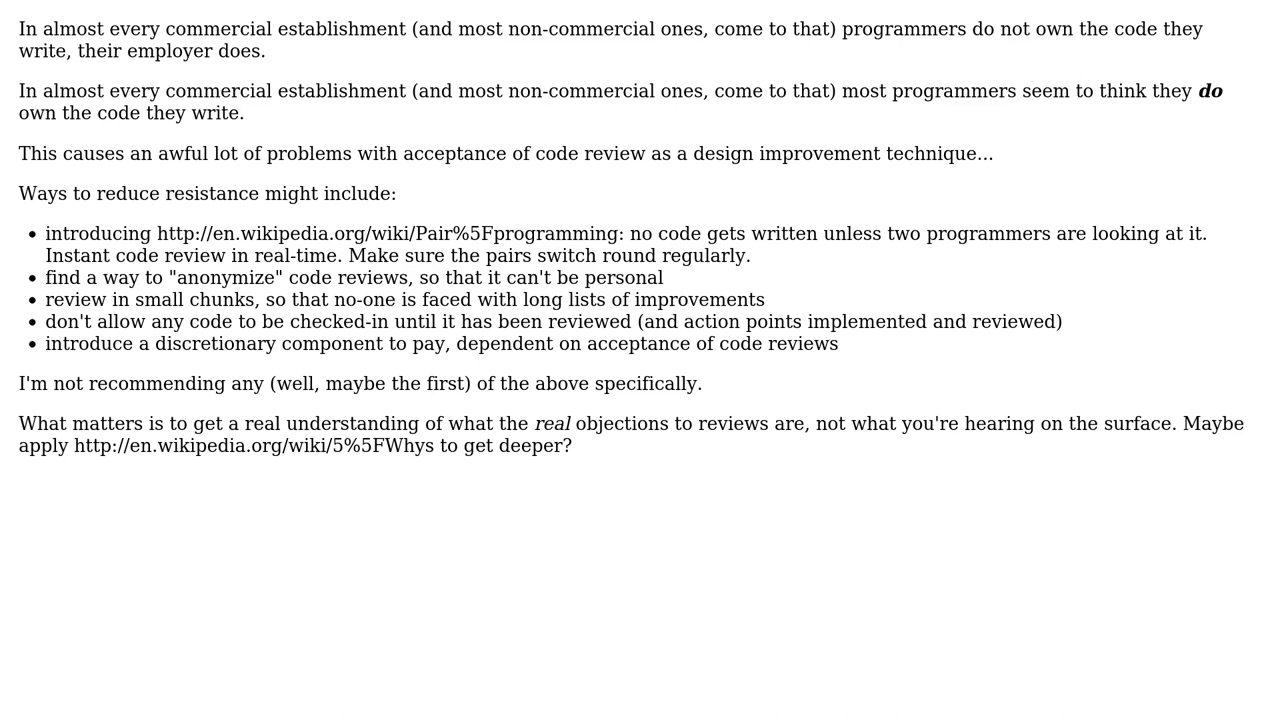 In almost every commercial establishment (and most non-commercial ones, come to that) programmers do not own the code they
write, their employer does.
In almost every commercial establishment (and most non-commercial ones, come to that) most programmers seem to think they do
own the code they write.
This causes an awful lot of problems with acceptance of code review as a design improvement technique...
Ways to reduce resistance might include:
• introducing http://en.wikipedia.org/wiki/Pair%5Fprogramming: no code gets written unless two programmers are looking at it.
Instant code review in real-time. Make sure the pairs switch round regularly.
• find a way to "anonymize" code reviews, so that it can't be personal
• review in small chunks, so that no-one is faced with long lists of improvements
• don't allow any code to be checked-in until it has been reviewed (and action points implemented and reviewed)
• introduce a discretionary component to pay, dependent on acceptance of code reviews
I'm not recommending any (well, maybe the first) of the above specifically.
What matters is to get a real understanding of what the real objections to reviews are, not what you're hearing on the surface. Maybe
apply http://en.wikipedia.org/wiki/5%5FWhys to get deeper?